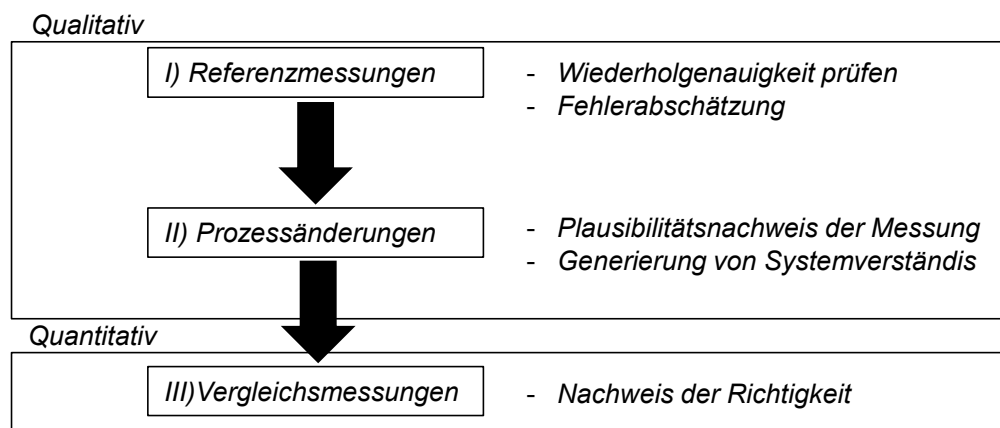 Qualitativ
I) Referenzmessungen
- Wiederholgenauigkeit prüfen
- Fehlerabschätzung
II) Prozessänderungen
- Plausibilitätsnachweis der Messung
- Generierung von Systemverständis
Quantitativ
III)Vergleichsmessungen
- Nachweis der Richtigkeit